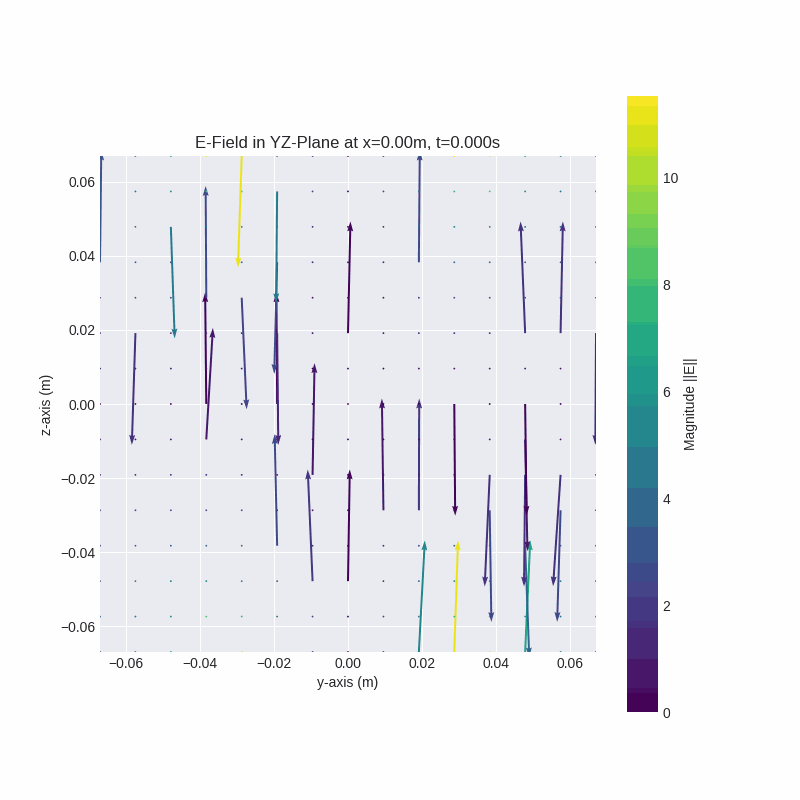 E-Field in YZ-Plane at x=0.00m, t=0.000s
0.06
0.04
0.02
0.00
−0.02
−0.04
−0.06
z-axis (m)
−0.06 −0.04 −0.02 0.00 0.02 0.04 0.06
y-axis (m)
10
8
6
4
2
0
Magnitude ||E||